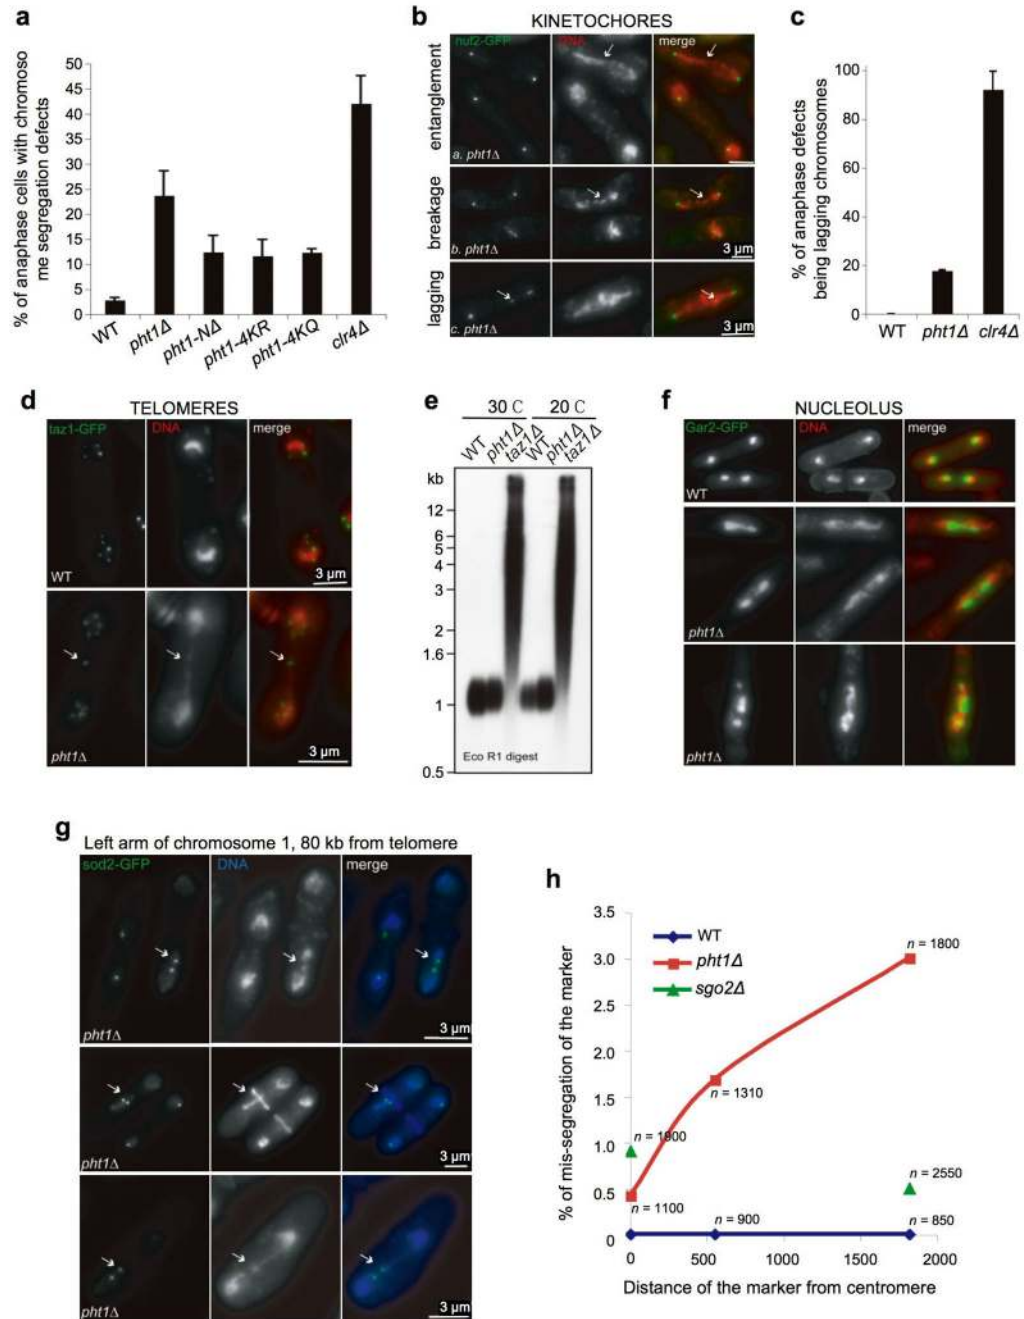 a
% of anaphase cells with chromoso
me segregation defects
50
45
40
35
30
25
20
15
10
5
0
WT
pht1Δ
pht1-NΔ
pht1-4KR
pht1-4KQ
clr4Δ
b
KINETOCHORES
nuf2-GFP DNA merge
entanglement
a. pht1Δ
breakage
b. pht1Δ
3 µm
lagging
c. pht1Δ
3 µm
c
% of anaphase defects
being lagging chromosomes
100
80
60
40
20
0
WT pht1Δ clr4Δ
d
TELOMERES
taz1-GFP DNA merge
WT
3 µm
pht1Δ
3 µm
e
30 C 20 C
WT pht1Δ taz1Δ WT pht1Δ taz1Δ
kb
12
6
5
4
3
2
1.6
1
0.5
Eco R1 digest
f
NUCLEOLUS
Gar2-GFP DNA merge
WT
pht1Δ
pht1Δ
g
Left arm of chromosome 1, 80 kb from telomere
sod2-GFP DNA merge
pht1Δ
3 µm
pht1Δ
3 µm
pht1Δ
3 µm
h
% of mis-segregation of the marker
3.5
3.0
2.5
2.0
1.5
1.0
0.5
0
WT
pht1Δ
sgo2Δ
n = 1800
n = 1310
n = 1800
n = 1100
n = 2550
n = 900
n = 850
0 500 1000 1500 2000
Distance of the marker from centromere